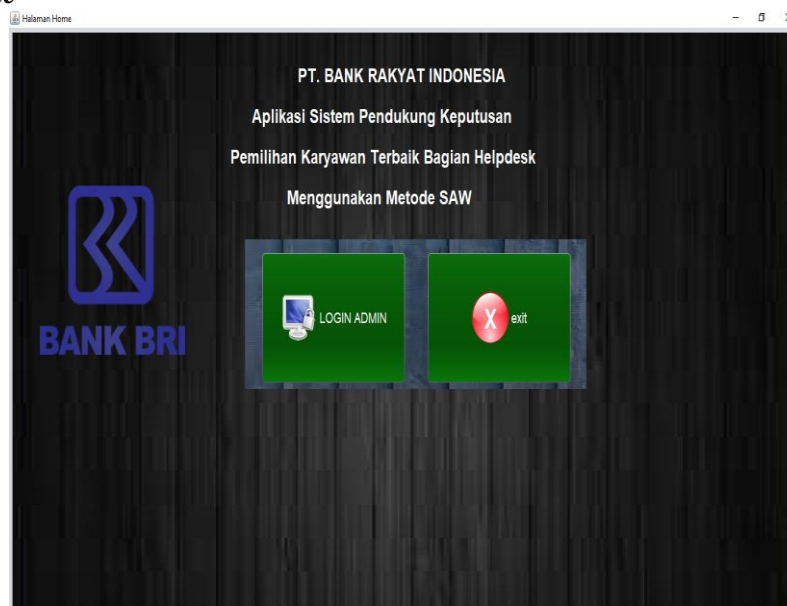 Halaman Home
PT. BANK RAKYAT INDONESIA
Aplikasi Sistem Pendukung Keputusan
Pemilihan Karyawan Terbaik Bagian Helpdesk
Menggunakan Metode SAW
BANK BRI
LOGIN ADMIN
X exit